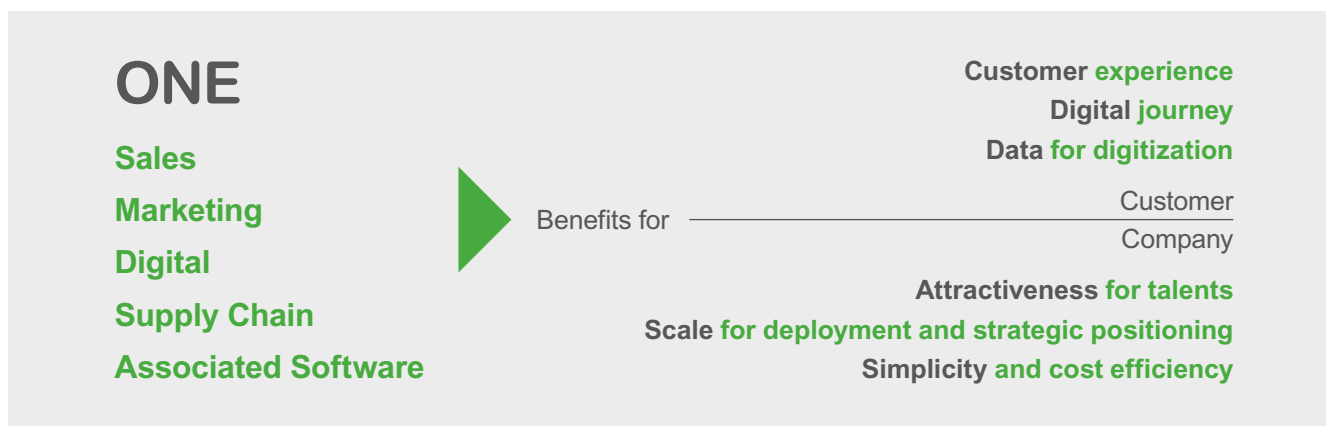 ONE
Sales
Marketing
Digital
Supply Chain
Associated Software
Benefits for
Customer experience
Digital journey
Data for digitization
Customer
Company
Attractiveness for talents
Scale for deployment and strategic positioning
Simplicity and cost efficiency